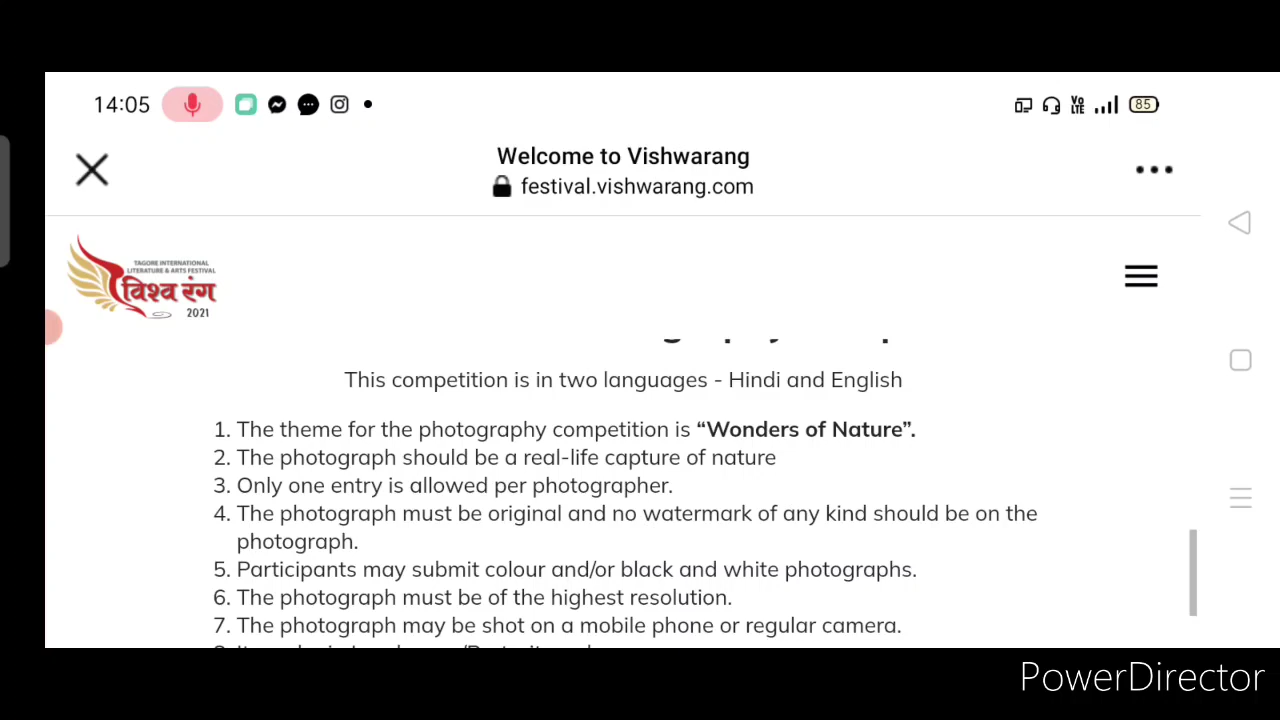 14:05
Vo
LTE
85
Welcome to Vishwarang
festival.vishwarang.com
TAGORE INTERNATIONAL
LITERATURE & ARTS FESTIVAL
विश्व रंग
2021
This competition is in two languages - Hindi and English
1. The theme for the photography competition is “Wonders of Nature”.
2. The photograph should be a real-life capture of nature
3. Only one entry is allowed per photographer.
4. The photograph must be original and no watermark of any kind should be on the
photograph.
5. Participants may submit colour and/or black and white photographs.
6. The photograph must be of the highest resolution.
7. The photograph may be shot on a mobile phone or regular camera.
PowerDirector